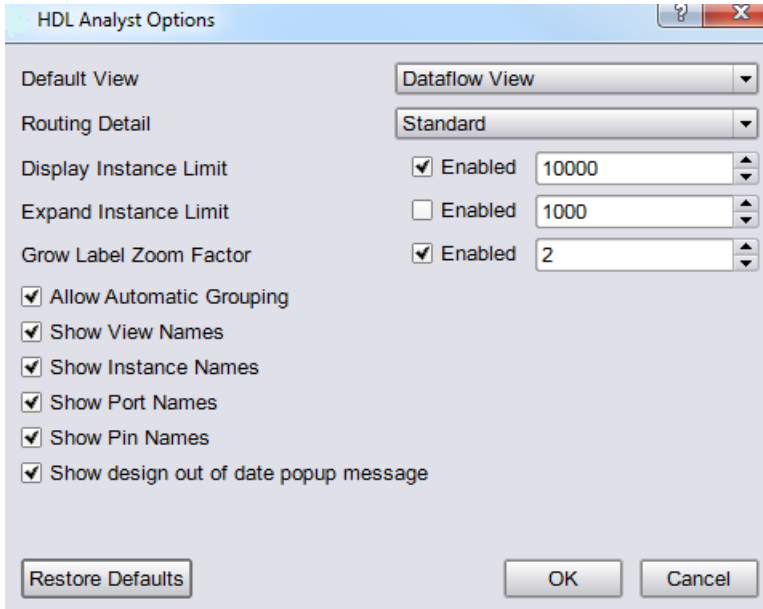 HDL Analyst Options
Default View Dataflow View
Routing Detail Standard
Display Instance Limit Enabled 10000
Expand Instance Limit Enabled 1000
Grow Label Zoom Factor Enabled 2
Allow Automatic Grouping
Show View Names
Show Instance Names
Show Port Names
Show Pin Names
Show design out of date popup message
Restore Defaults OK Cancel